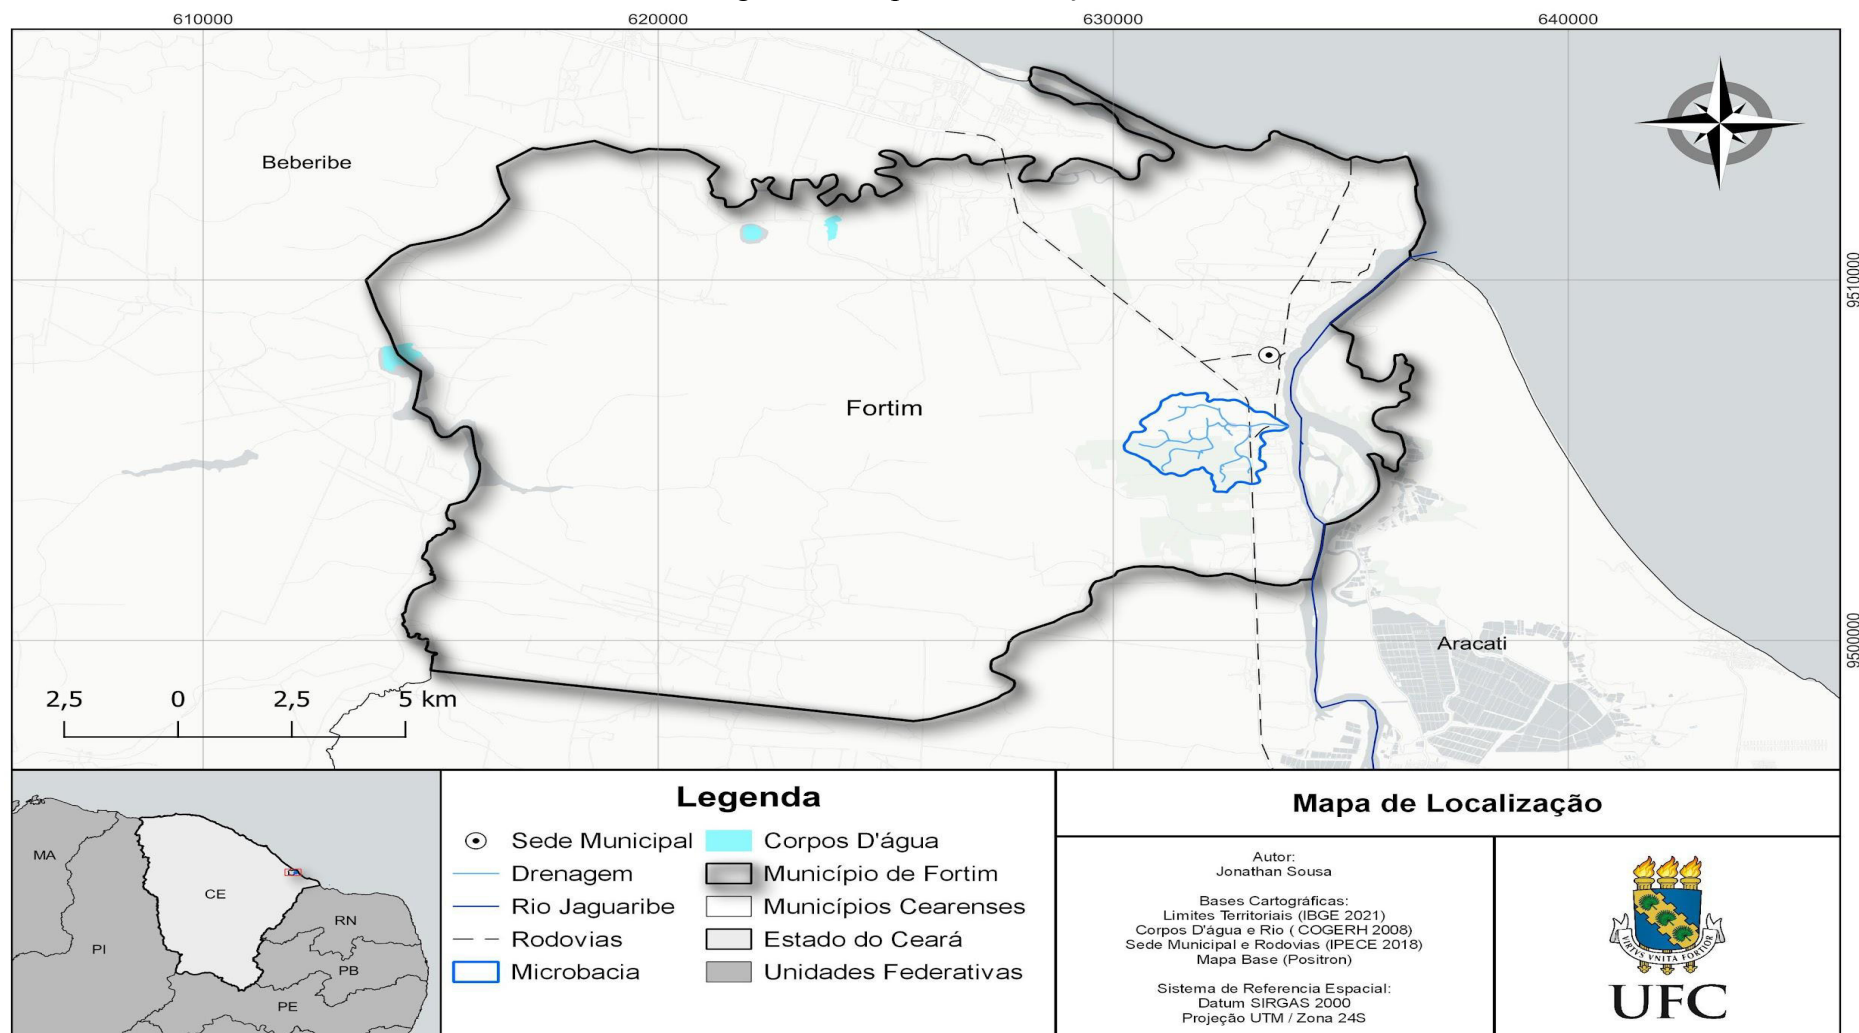 610000 620000 630000 640000
Beberibe
9510000
Fortim
9500000
Aracati
2,5 0 2,5 5 km
MA
CE
PI
RN
PB
PE
Legenda
Sede Municipal
Drenagem
Rio Jaguaribe
Rodovias
Microbacia
Corpos D'água
Município de Fortim
Municípios Cearenses
Estado do Ceará
Unidades Federativas
Mapa de Localização
Autor:
Jonathan Sousa
Bases Cartográficas:
Limites Territoriais (IBGE 2021)
Corpos D'água e Rio ( COGERH 2008)
Sede Municipal e Rodovias (IPECE 2018)
Mapa Base (Positron)
Sistema de Referencia Espacial:
Datum SIRGAS 2000
Projeção UTM / Zona 24S
VIRTVS VNITA FORTIOR
UFC